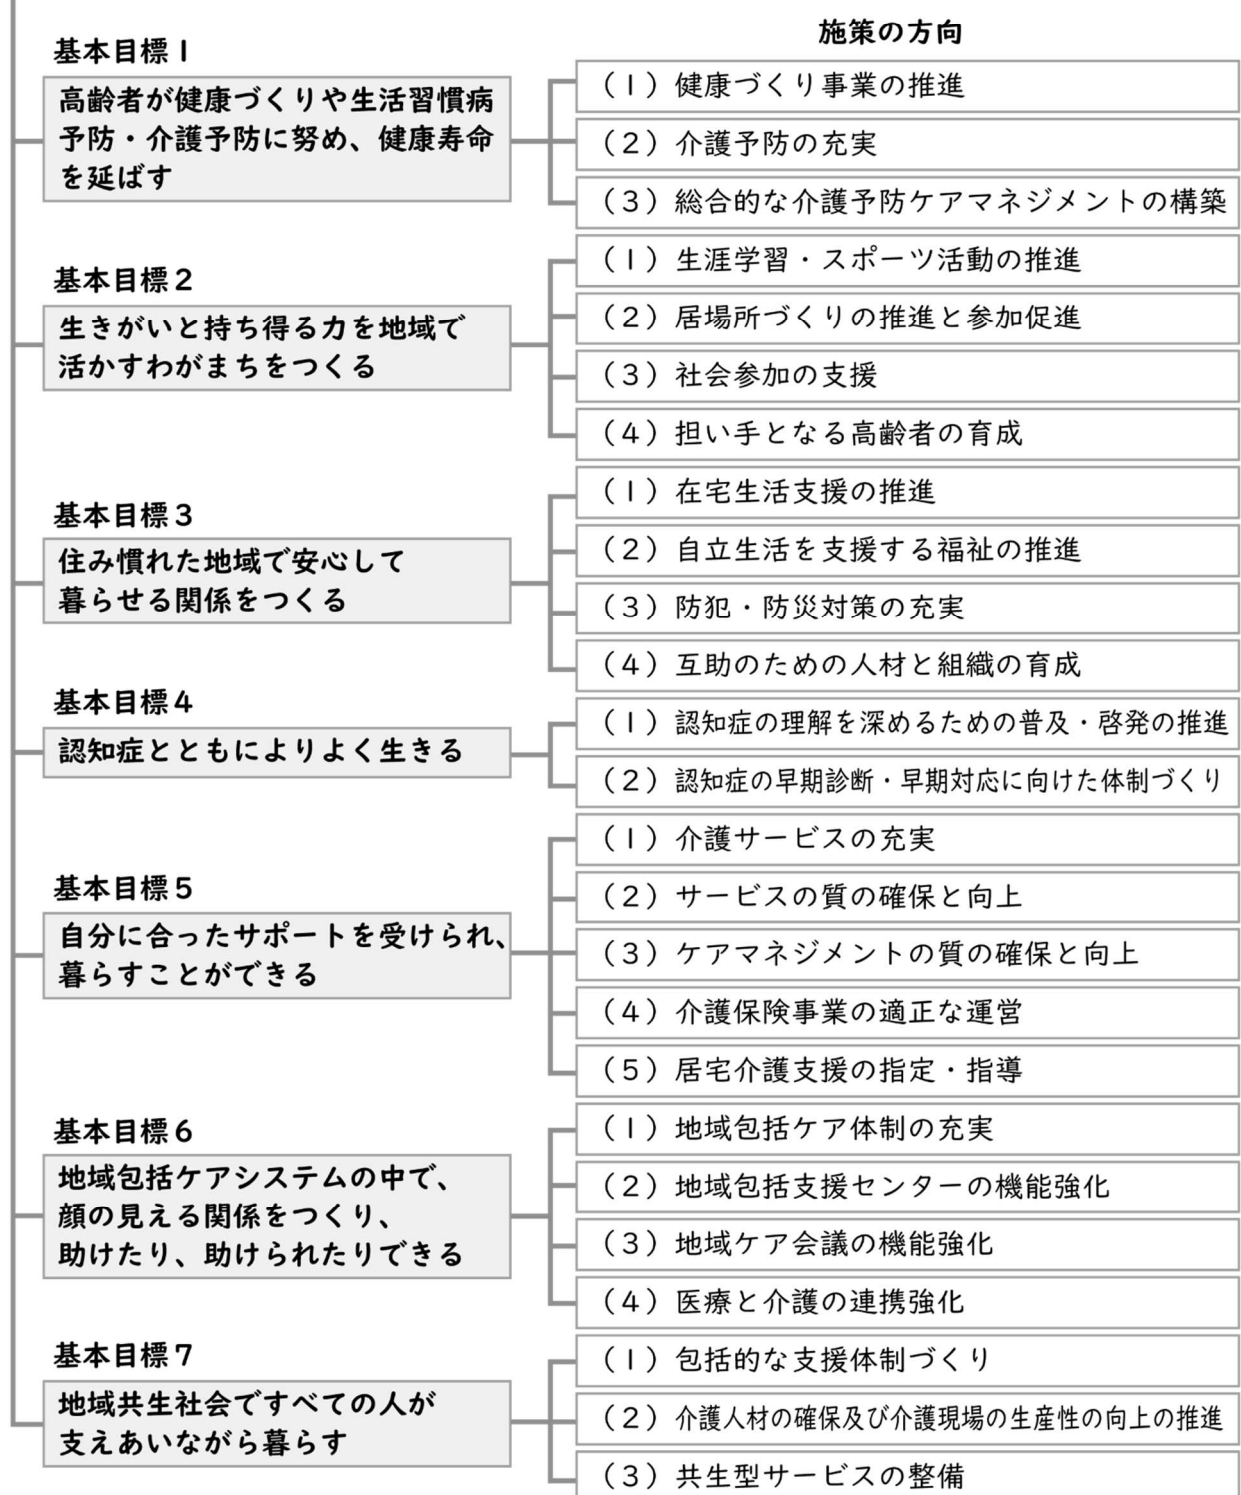 施策の方向
基本目標1
高齢者が健康づくりや生活習慣病
予防・介護予防に努め、健康寿命
を延ばす
（1）健康づくり事業の推進
（2）介護予防の充実
（3）総合的な介護予防ケアマネジメントの構築
基本目標2
生きがいと持ち得る力を地域で
活かすわがまちをつくる
（1）生涯学習・スポーツ活動の推進
（2）居場所づくりの推進と参加促進
（3）社会参加の支援
（4）担い手となる高齢者の育成
基本目標3
住み慣れた地域で安心して
暮らせる関係をつくる
（1）在宅生活支援の推進
（2）自立生活を支援する福祉の推進
（3）防犯・防災対策の充実
（4）互助のための人材と組織の育成
基本目標4
認知症とともによりよく生きる
（1）認知症の理解を深めるための普及・啓発の推進
（2）認知症の早期診断・早期対応に向けた体制づくり
基本目標5
自分に合ったサポートを受けられ、
暮らすことができる
（1）介護サービスの充実
（2）サービスの質の確保と向上
（3）ケアマネジメントの質の確保と向上
（4）介護保険事業の適正な運営
（5）居宅介護支援の指定・指導
基本目標6
地域包括ケアシステムの中で、
顔の見える関係をつくり、
助けたり、助けられたりできる
（1）地域包括ケア体制の充実
（2）地域包括支援センターの機能強化
（3）地域ケア会議の機能強化
（4）医療と介護の連携強化
基本目標7
地域共生社会ですべての人が
支えあいながら暮らす
（1）包括的な支援体制づくり
（2）介護人材の確保及び介護現場の生産性の向上の推進
（3）共生型サービスの整備